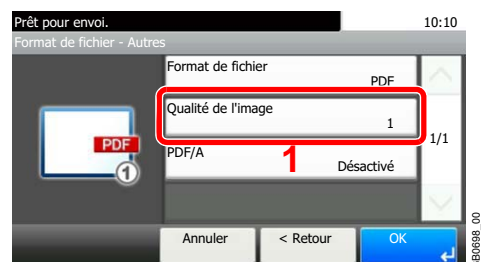 Prêt pour envoi. 10:10
Format de fichier - Autres
Format de fichier
PDF
Qualité de l'image
1
1/1
PDF
1
PDF/A
1
Désactivé
Annuler < Retour OK